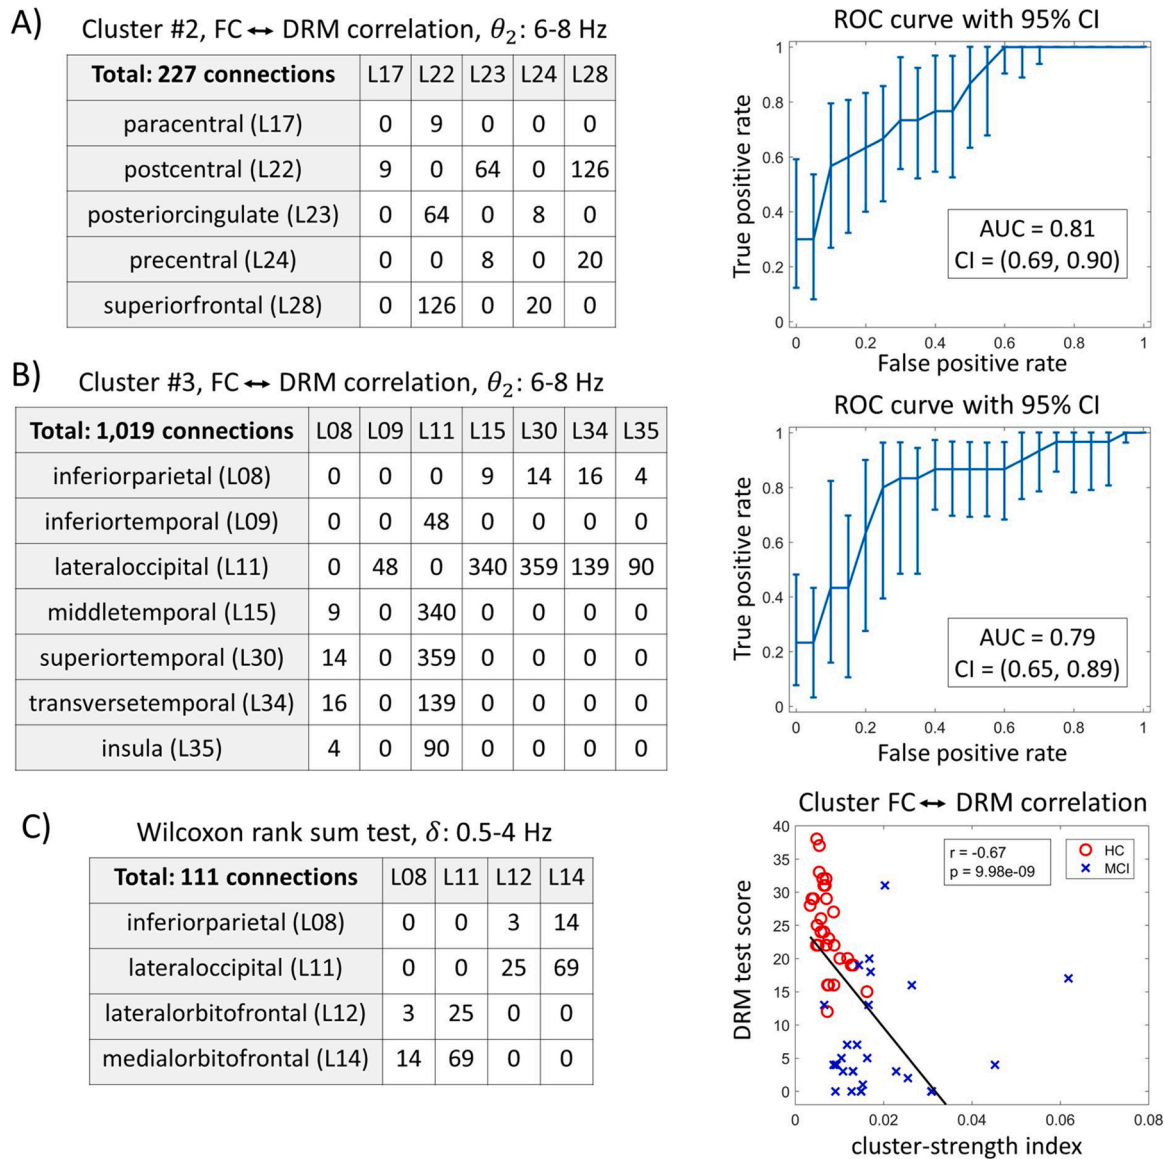 A)
Cluster #2, FC ↔ DRM correlation, θ₂: 6-8 Hz
Total: 227 connections L17 L22 L23 L24 L28
paracentral (L17) 0 9 0 0 0
postcentral (L22) 9 0 64 0 126
posteriorcingulate (L23) 0 64 0 8 0
precentral (L24) 0 0 8 0 20
superiorfrontal (L28) 0 126 0 20 0
ROC curve with 95% CI
True positive rate
1
0.8
0.6
0.4
0.2
0
AUC = 0.81
CI = (0.69, 0.90)
0 0.2 0.4 0.6 0.8 1
False positive rate
B)
Cluster #3, FC ↔ DRM correlation, θ₂: 6-8 Hz
Total: 1,019 connections L08 L09 L11 L15 L30 L34 L35
inferiorparietal (L08) 0 0 0 9 14 16 4
inferiortemporal (L09) 0 0 48 0 0 0 0
lateraloccipital (L11) 0 48 0 340 359 139 90
middletemporal (L15) 9 0 340 0 0 0 0
superiortemporal (L30) 14 0 359 0 0 0 0
transversetemporal (L34) 16 0 139 0 0 0 0
insula (L35) 4 0 90 0 0 0 0
ROC curve with 95% CI
True positive rate
1
0.8
0.6
0.4
0.2
0
AUC = 0.79
CI = (0.65, 0.89)
0 0.2 0.4 0.6 0.8 1
False positive rate
C)
Wilcoxon rank sum test, δ: 0.5-4 Hz
Total: 111 connections L08 L11 L12 L14
inferiorparietal (L08) 0 0 3 14
lateraloccipital (L11) 0 0 25 69
lateralorbitofrontal (L12) 3 25 0 0
medialorbitofrontal (L14) 14 69 0 0
Cluster FC ↔ DRM correlation
DRM test score
40
35
30
25
20
15
10
5
0
r = -0.67
p = 9.98e-09
HC
MCI
0 0.02 0.04 0.06 0.08
cluster-strength index